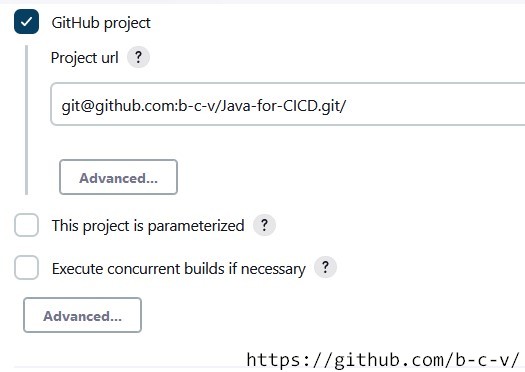 GitHub project
Project url ?
git@github.com:b-c-v/Java-for-CICD.git/
Advanced...
This project is parameterized ?
Execute concurrent builds if necessary ?
Advanced...
https://github.com/b-c-v/